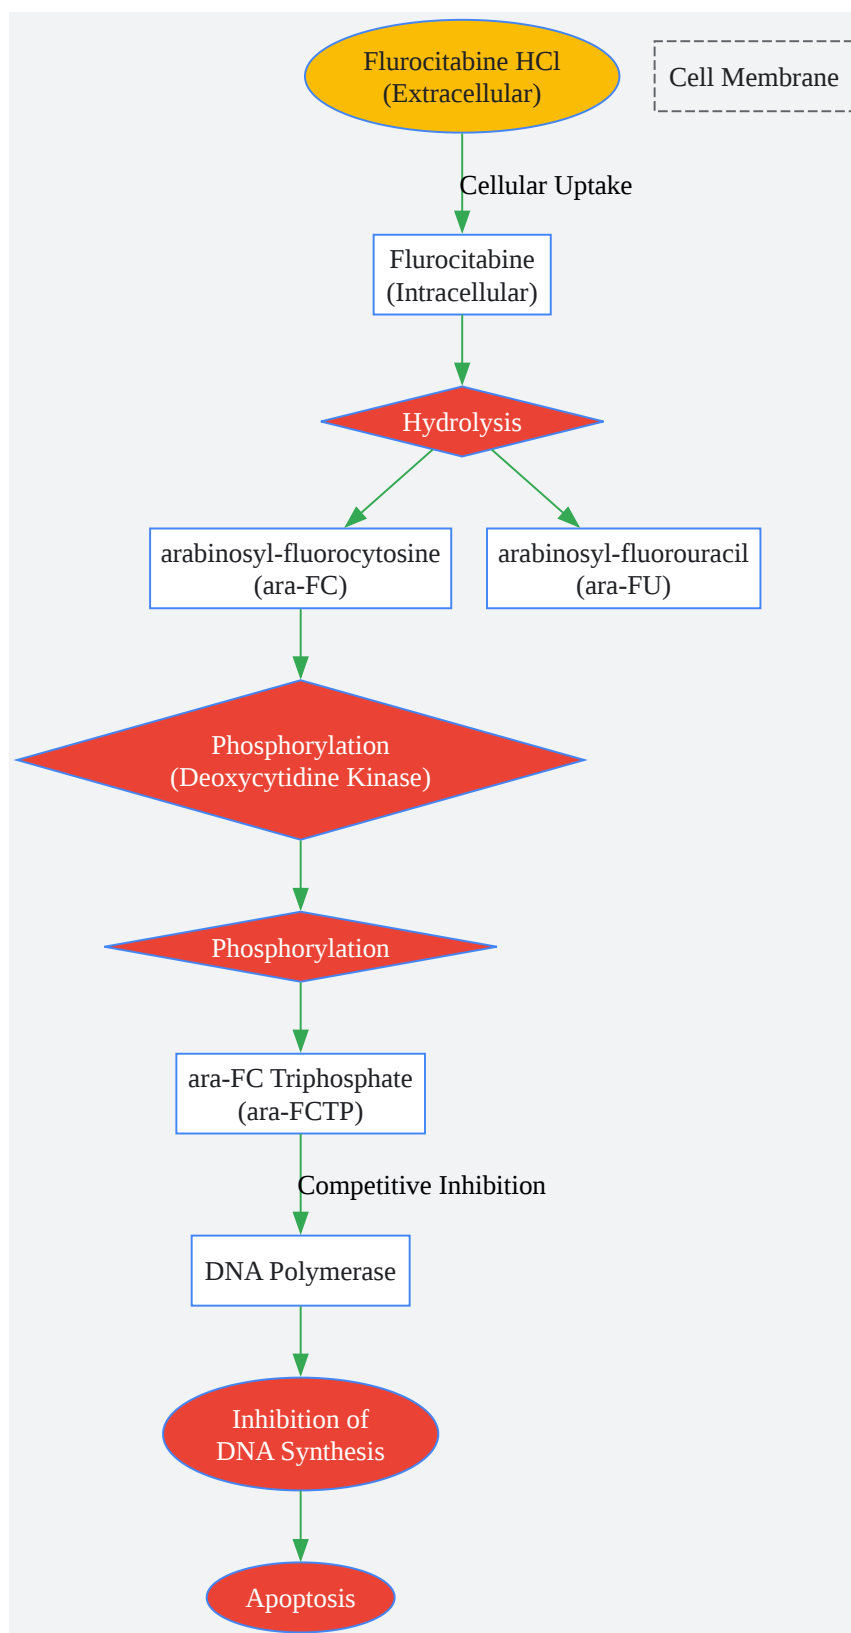 Flurocitabine HCl
(Extracellular)
Cell Membrane
Cellular Uptake
Flurocitabine
(Intracellular)
Hydrolysis
arabinosyl-fluorocytosine
(ara-FC)
arabinosyl-fluorouracil
(ara-FU)
Phosphorylation
(Deoxycytidine Kinase)
Phosphorylation
ara-FC Triphosphate
(ara-FCTP)
Competitive Inhibition
DNA Polymerase
Inhibition of
DNA Synthesis
Apoptosis